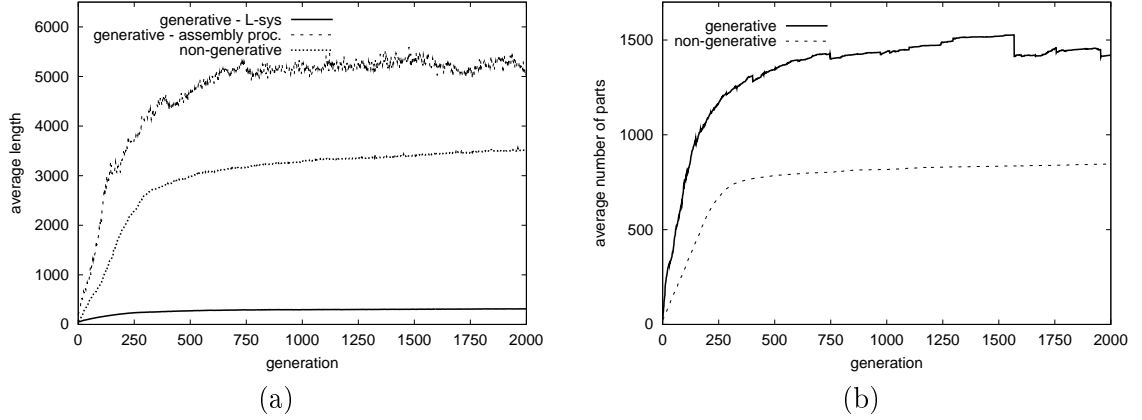 6000
5000
4000
3000
2000
1000
0
average length
generative - L-sys
generative - assembly proc.
non-generative
0 250 500 750 1000 1250 1500 1750 2000
generation
(a)
1500
1000
500
0
average number of parts
generative
non-generative
0 250 500 750 1000 1250 1500 1750 2000
generation
(b)